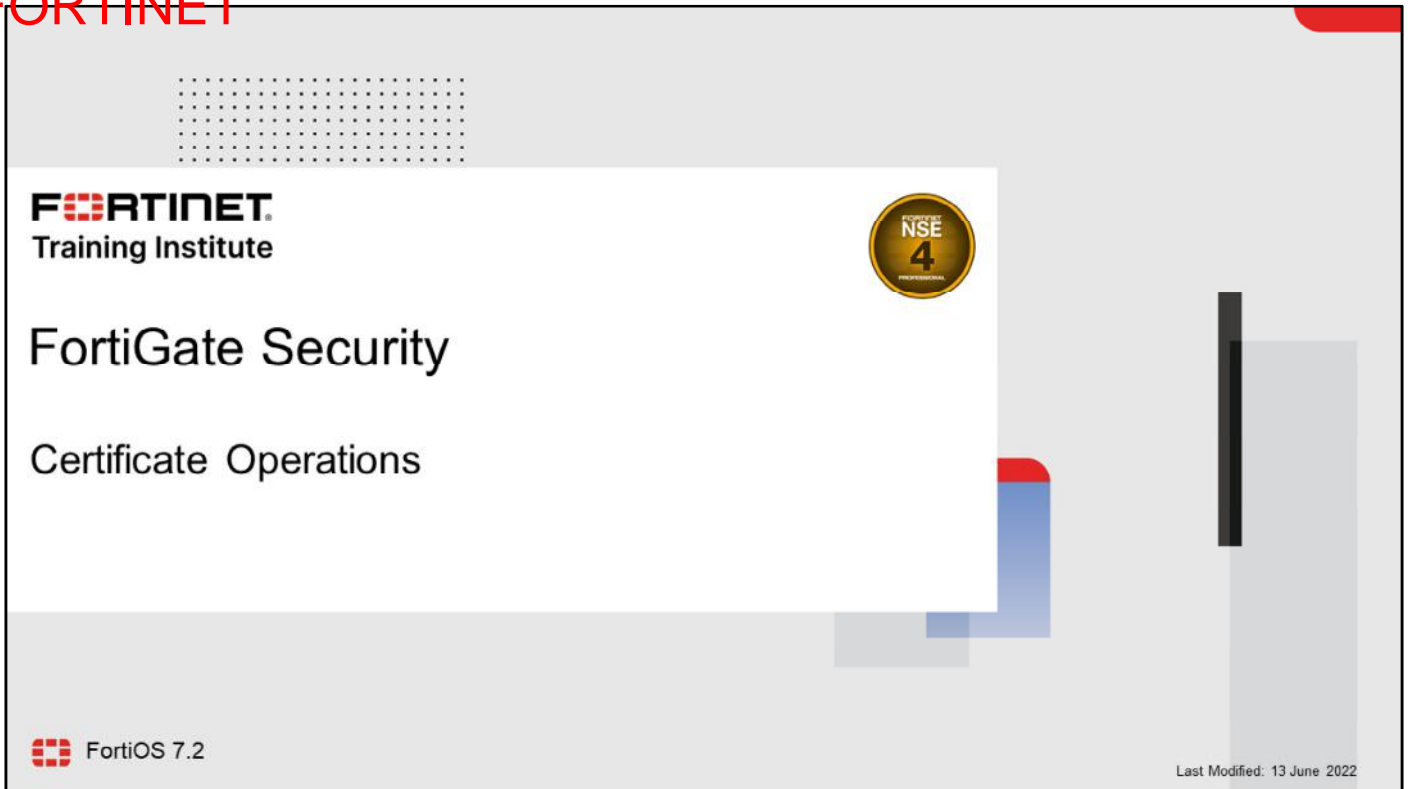 FORTINET
FORTINET
Training Institute
FORTINET
NSE
4
PROFESSIONAL
FortiGate Security
Certificate Operations
FortiOS 7.2
Last Modified: 13 June 2022